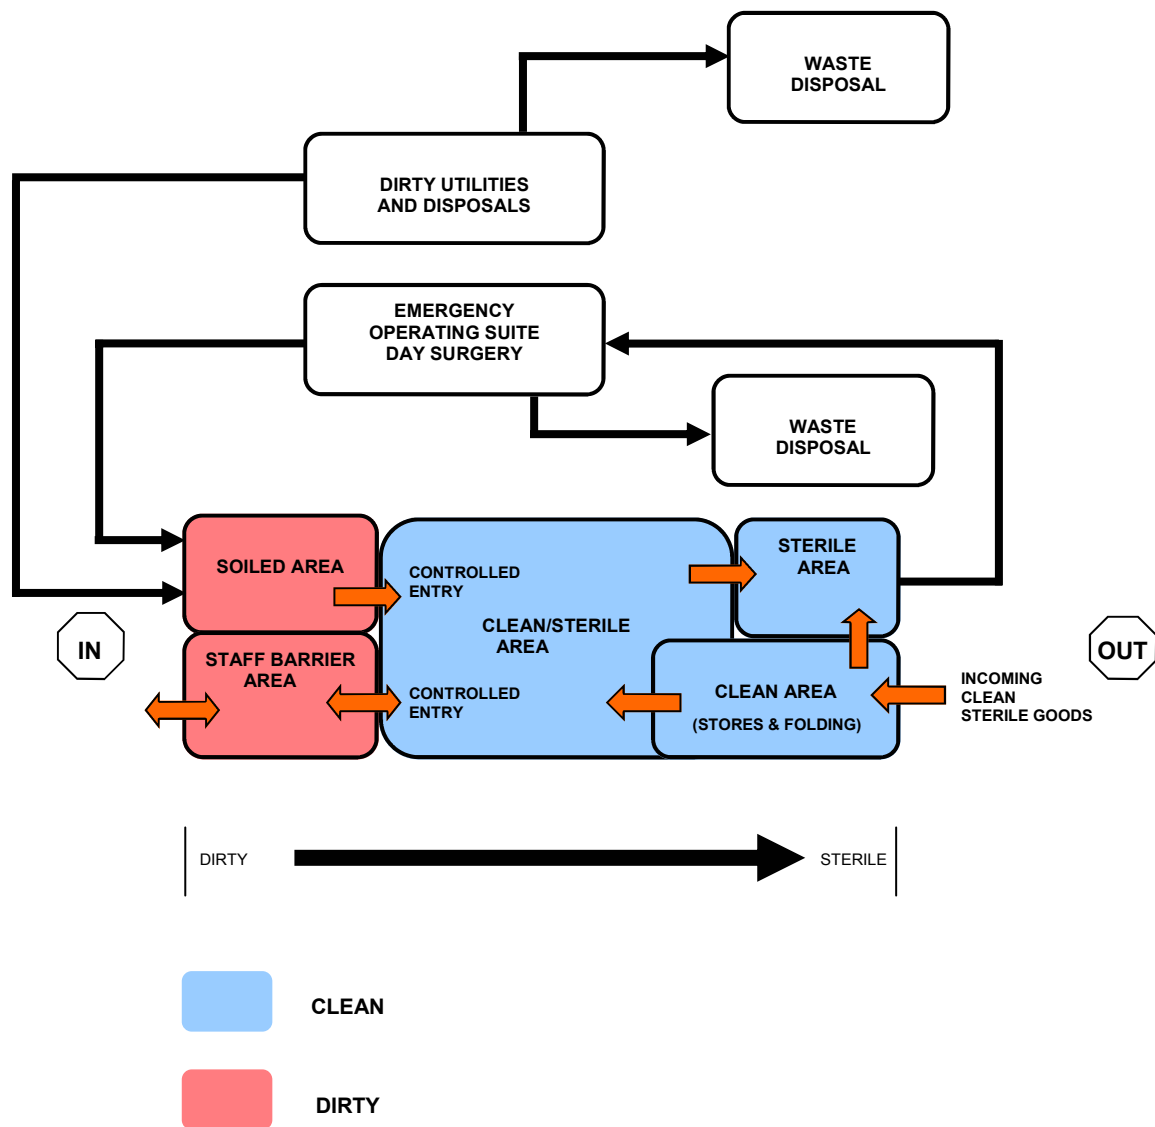 WASTE
DISPOSAL
DIRTY UTILITIES
AND DISPOSALS
EMERGENCY
OPERATING SUITE
DAY SURGERY
WASTE
DISPOSAL
SOILED AREA
CONTROLLED
ENTRY
STERILE
AREA
CLEAN/STERILE
AREA
IN
STAFF BARRIER
AREA
CONTROLLED
ENTRY
CLEAN AREA
(STORES & FOLDING)
INCOMING
CLEAN
STERILE GOODS
OUT
DIRTY
STERILE
CLEAN
DIRTY